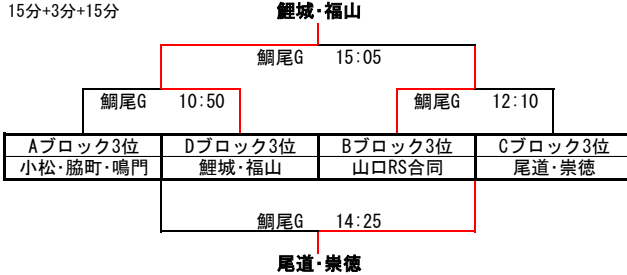 15分+3分+15分
鯉城・福山
鯛尾G 15:05
鯛尾G 10:50 鯛尾G 12:10
Aブロック3位 Dブロック3位 Bブロック3位 Cブロック3位
小松・脇町・鳴門 鯉城・福山 山口RS合同 尾道・崇徳
鯛尾G 14:25
尾道・崇徳